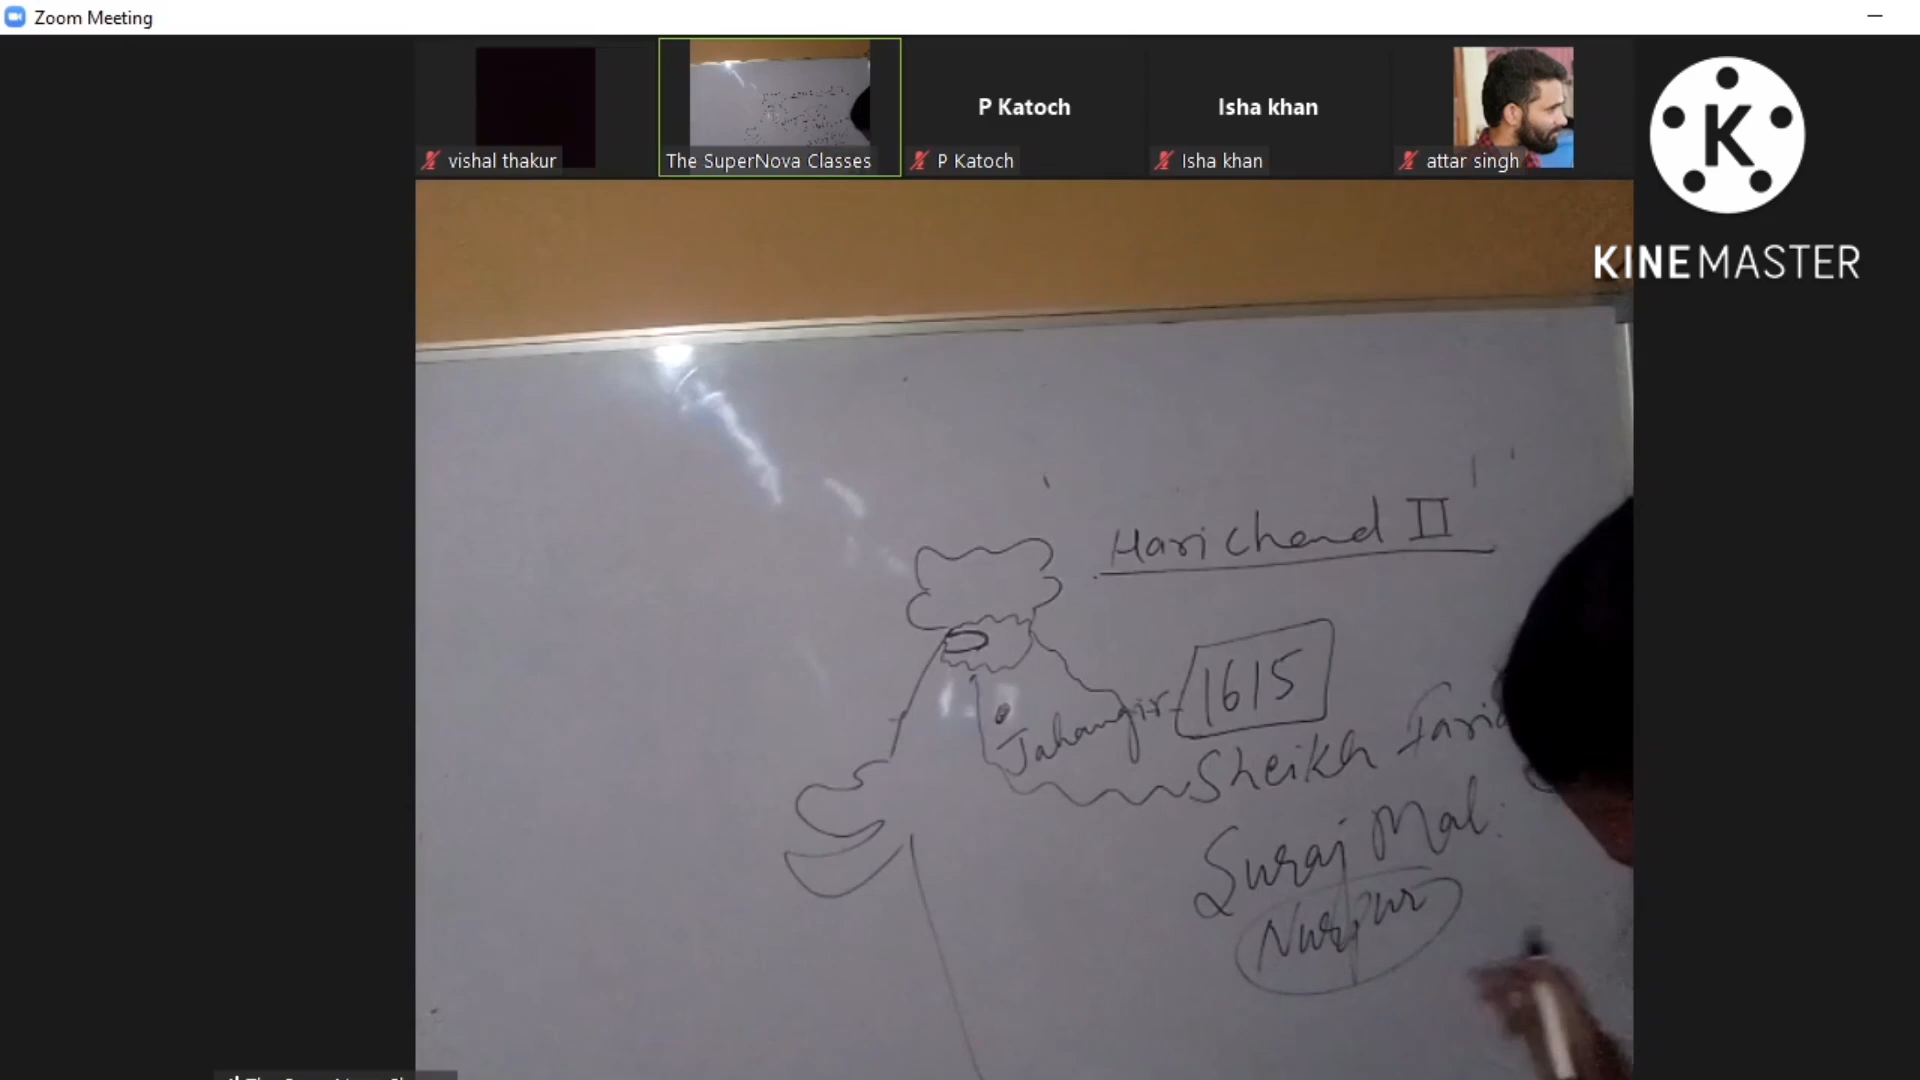 Zoom Meeting
P Katoch
Isha khan
vishal thakur
The SuperNova Classes
P Katoch
Isha khan
attar singh
K
KINEMASTER
Hari Chand II
Jahangir 1615
Sheikh Farid
Suraj Mal.
Nurpur